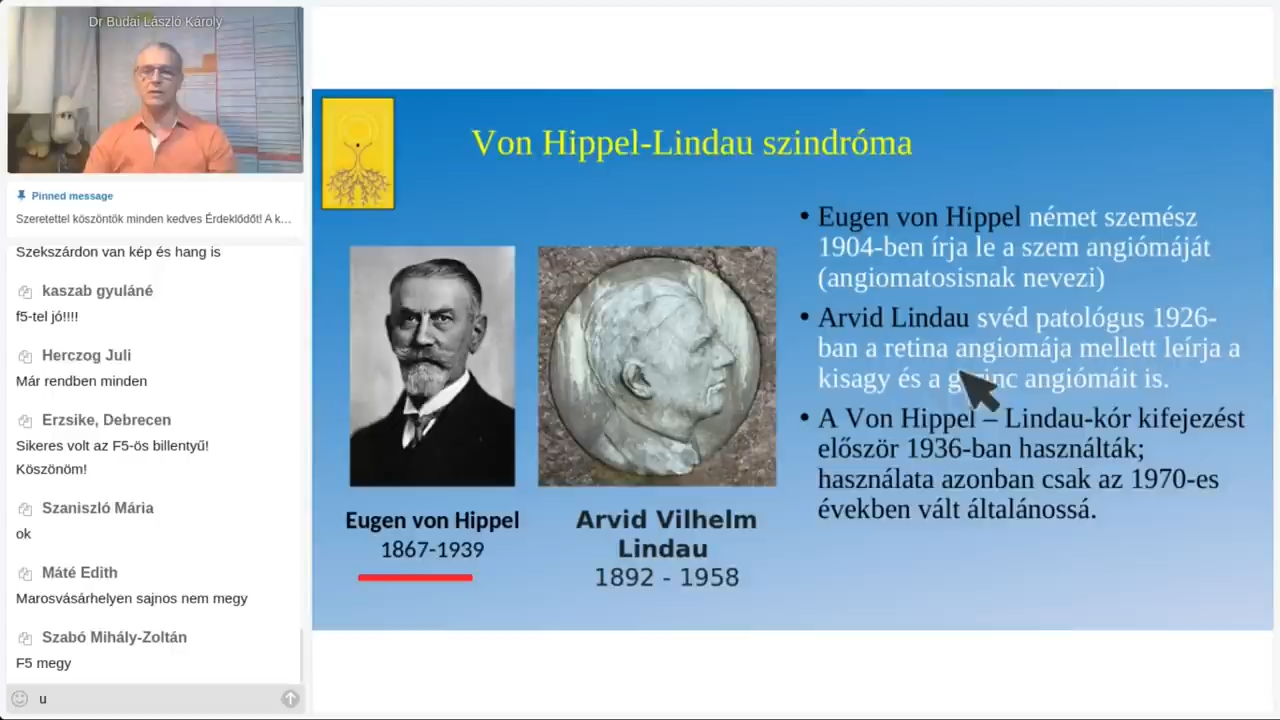 Dr Budai László Károly
Pinned message
Szeretettel köszöntök minden kedves Érdeklődőt! A k…
Szekszárdon van kép és hang is
kaszab gyuláné
f5-tel jó!!!!
Herczog Juli
Már rendben minden
Erzsike, Debrecen
Sikeres volt az F5-ös billentyű!
Köszönöm!
Szaniszló Mária
ok
Máté Edith
Marosvásárhelyen sajnos nem megy
Szabó Mihály-Zoltán
F5 megy
u
Von Hippel-Lindau szindróma
Eugen von Hippel
1867-1939
Arvid Vilhelm
Lindau
1892 - 1958
• Eugen von Hippel német szemész
1904-ben írja le a szem angiómáját
(angiomatosisnak nevezi)
• Arvid Lindau svéd patológus 1926-
ban a retina angiomája mellett leírja a
kisagy és a angiómáit is.
• A Von Hippel – Lindau-kór kifejezést
először 1936-ban használták;
használata azonban csak az 1970-es
években vált általánossá.